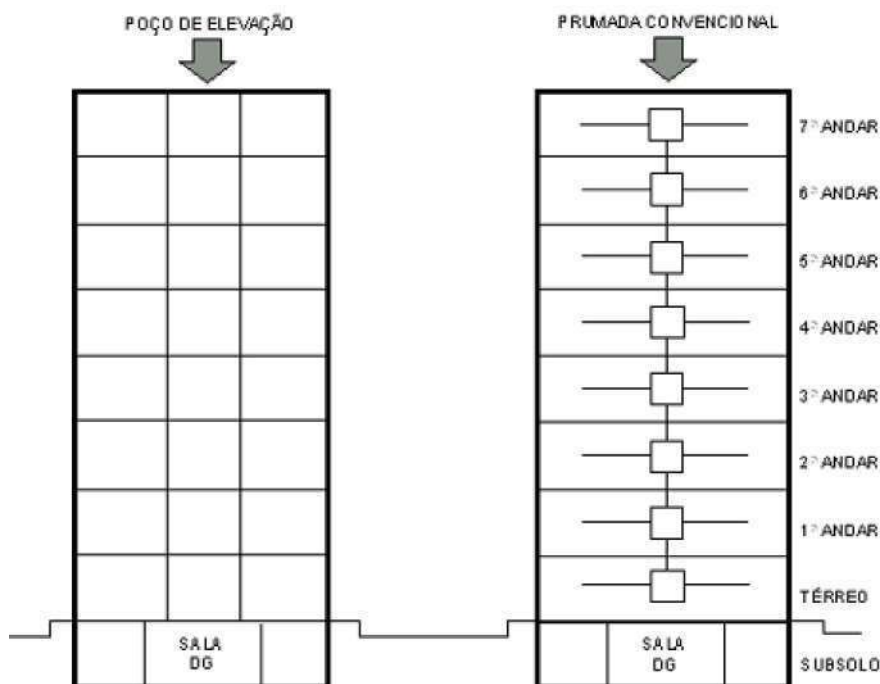 POÇO DE ELEVAÇÃO
PRUMADA CONVENCIONAL
7º ANDAR
6º ANDAR
5º ANDAR
4º ANDAR
3º ANDAR
2º ANDAR
1º ANDAR
TÉRREO
SALA
DG
SALA
DG
SUBSOLO